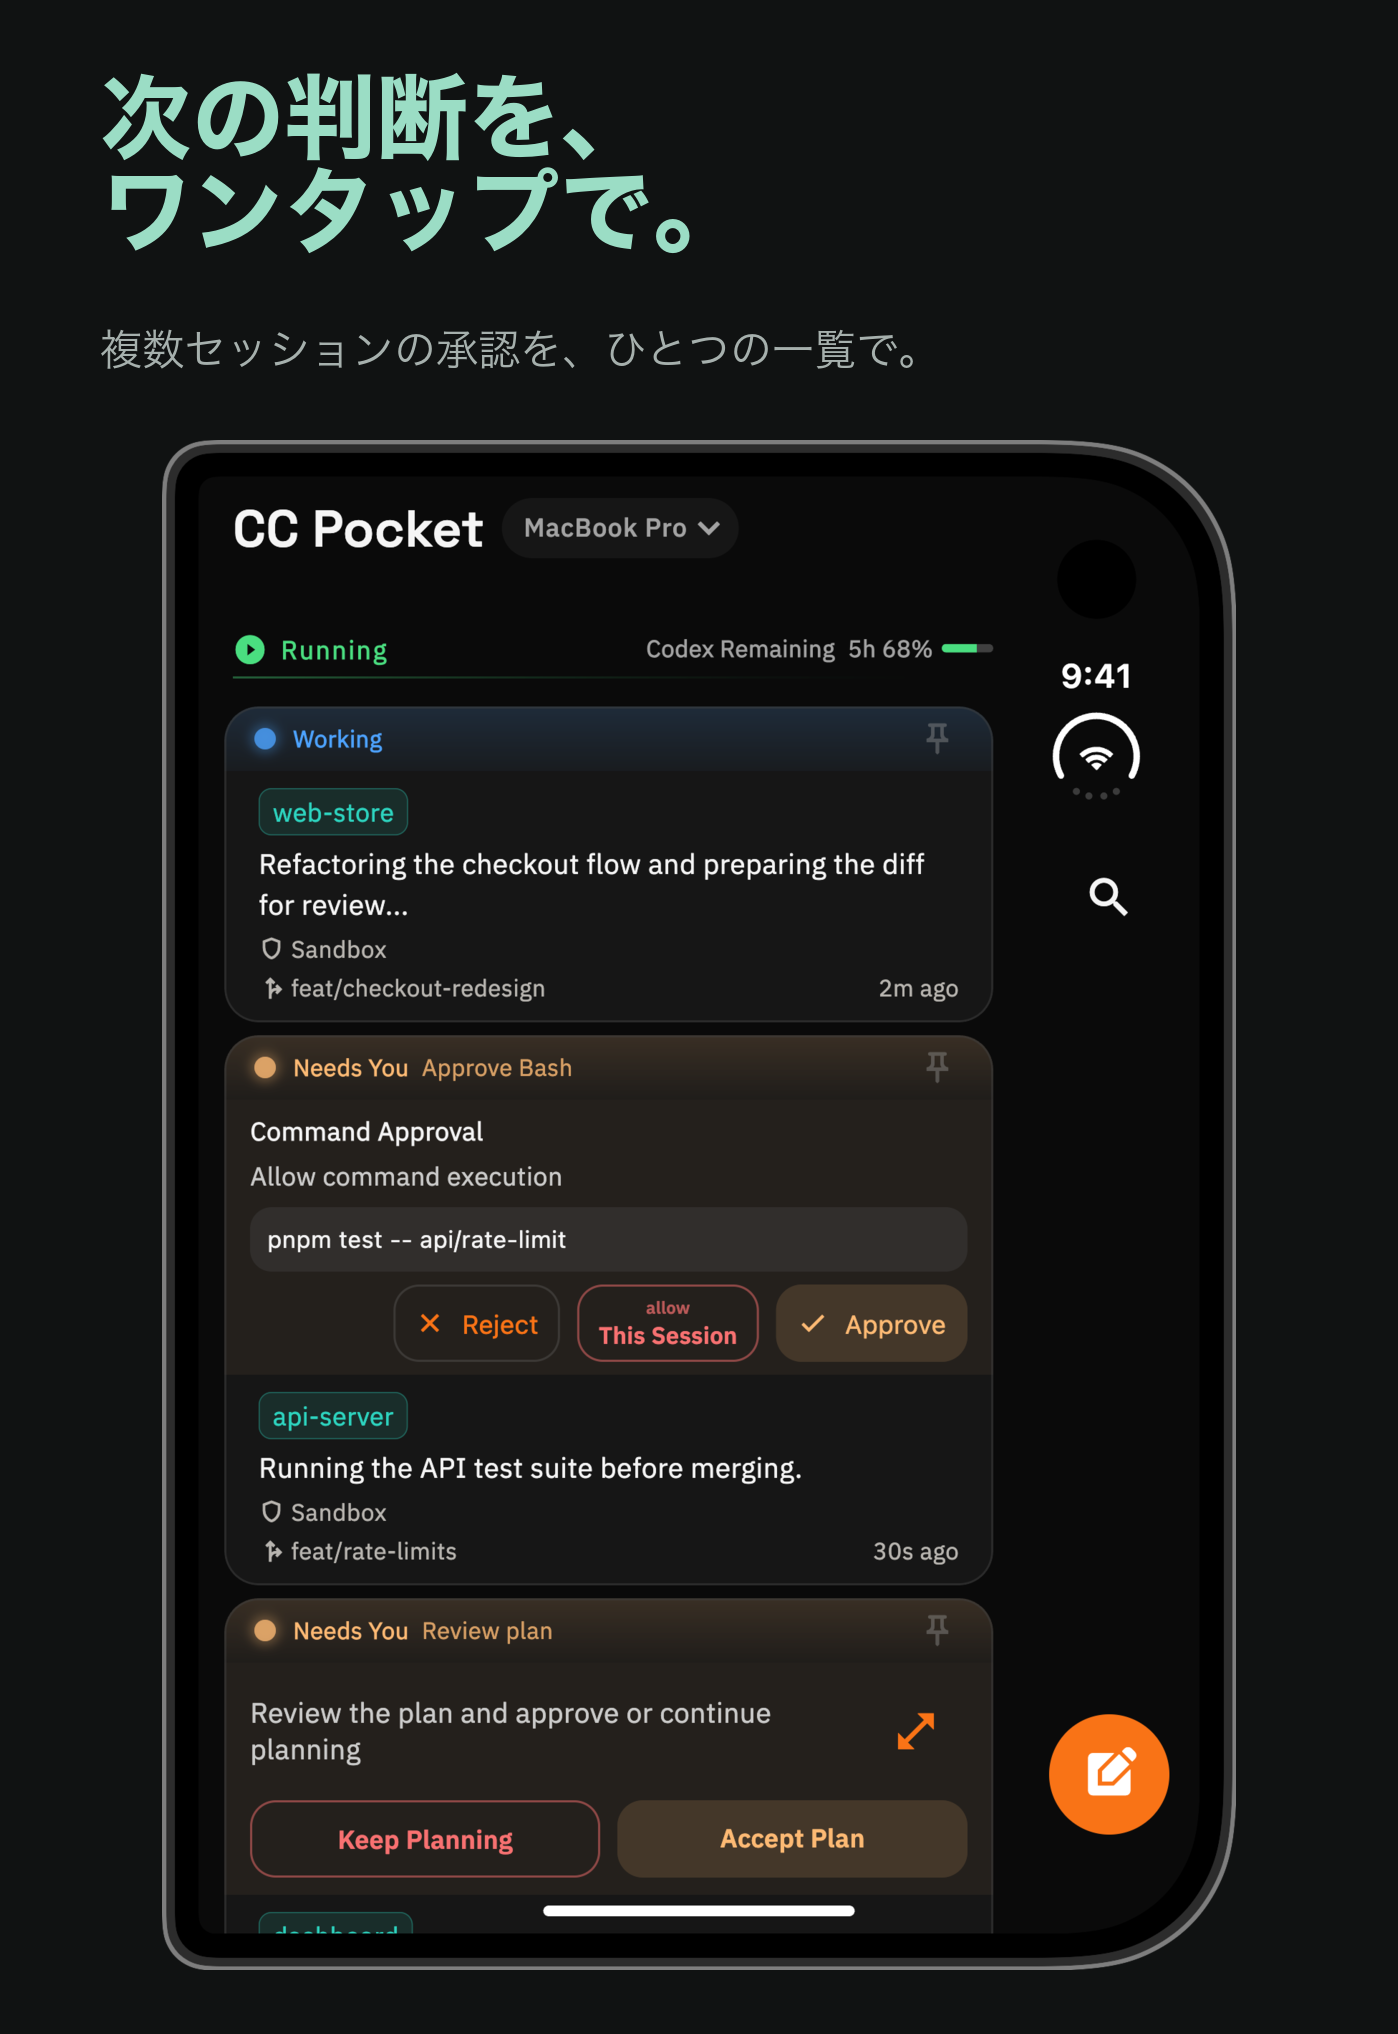 次の判断を、
ワンタップで。
複数セッションの承認を、ひとつの一覧で。
CC Pocket MacBook Pro
Running Codex Remaining 5h 68%
9:41
Working
web-store
Refactoring the checkout flow and preparing the diff
for review...
Sandbox
feat/checkout-redesign 2m ago
Needs You Approve Bash
Command Approval
Allow command execution
pnpm test -- api/rate-limit
Reject allow This Session Approve
api-server
Running the API test suite before merging.
Sandbox
feat/rate-limits 30s ago
Needs You Review plan
Review the plan and approve or continue
planning
Keep Planning Accept Plan
dashboard